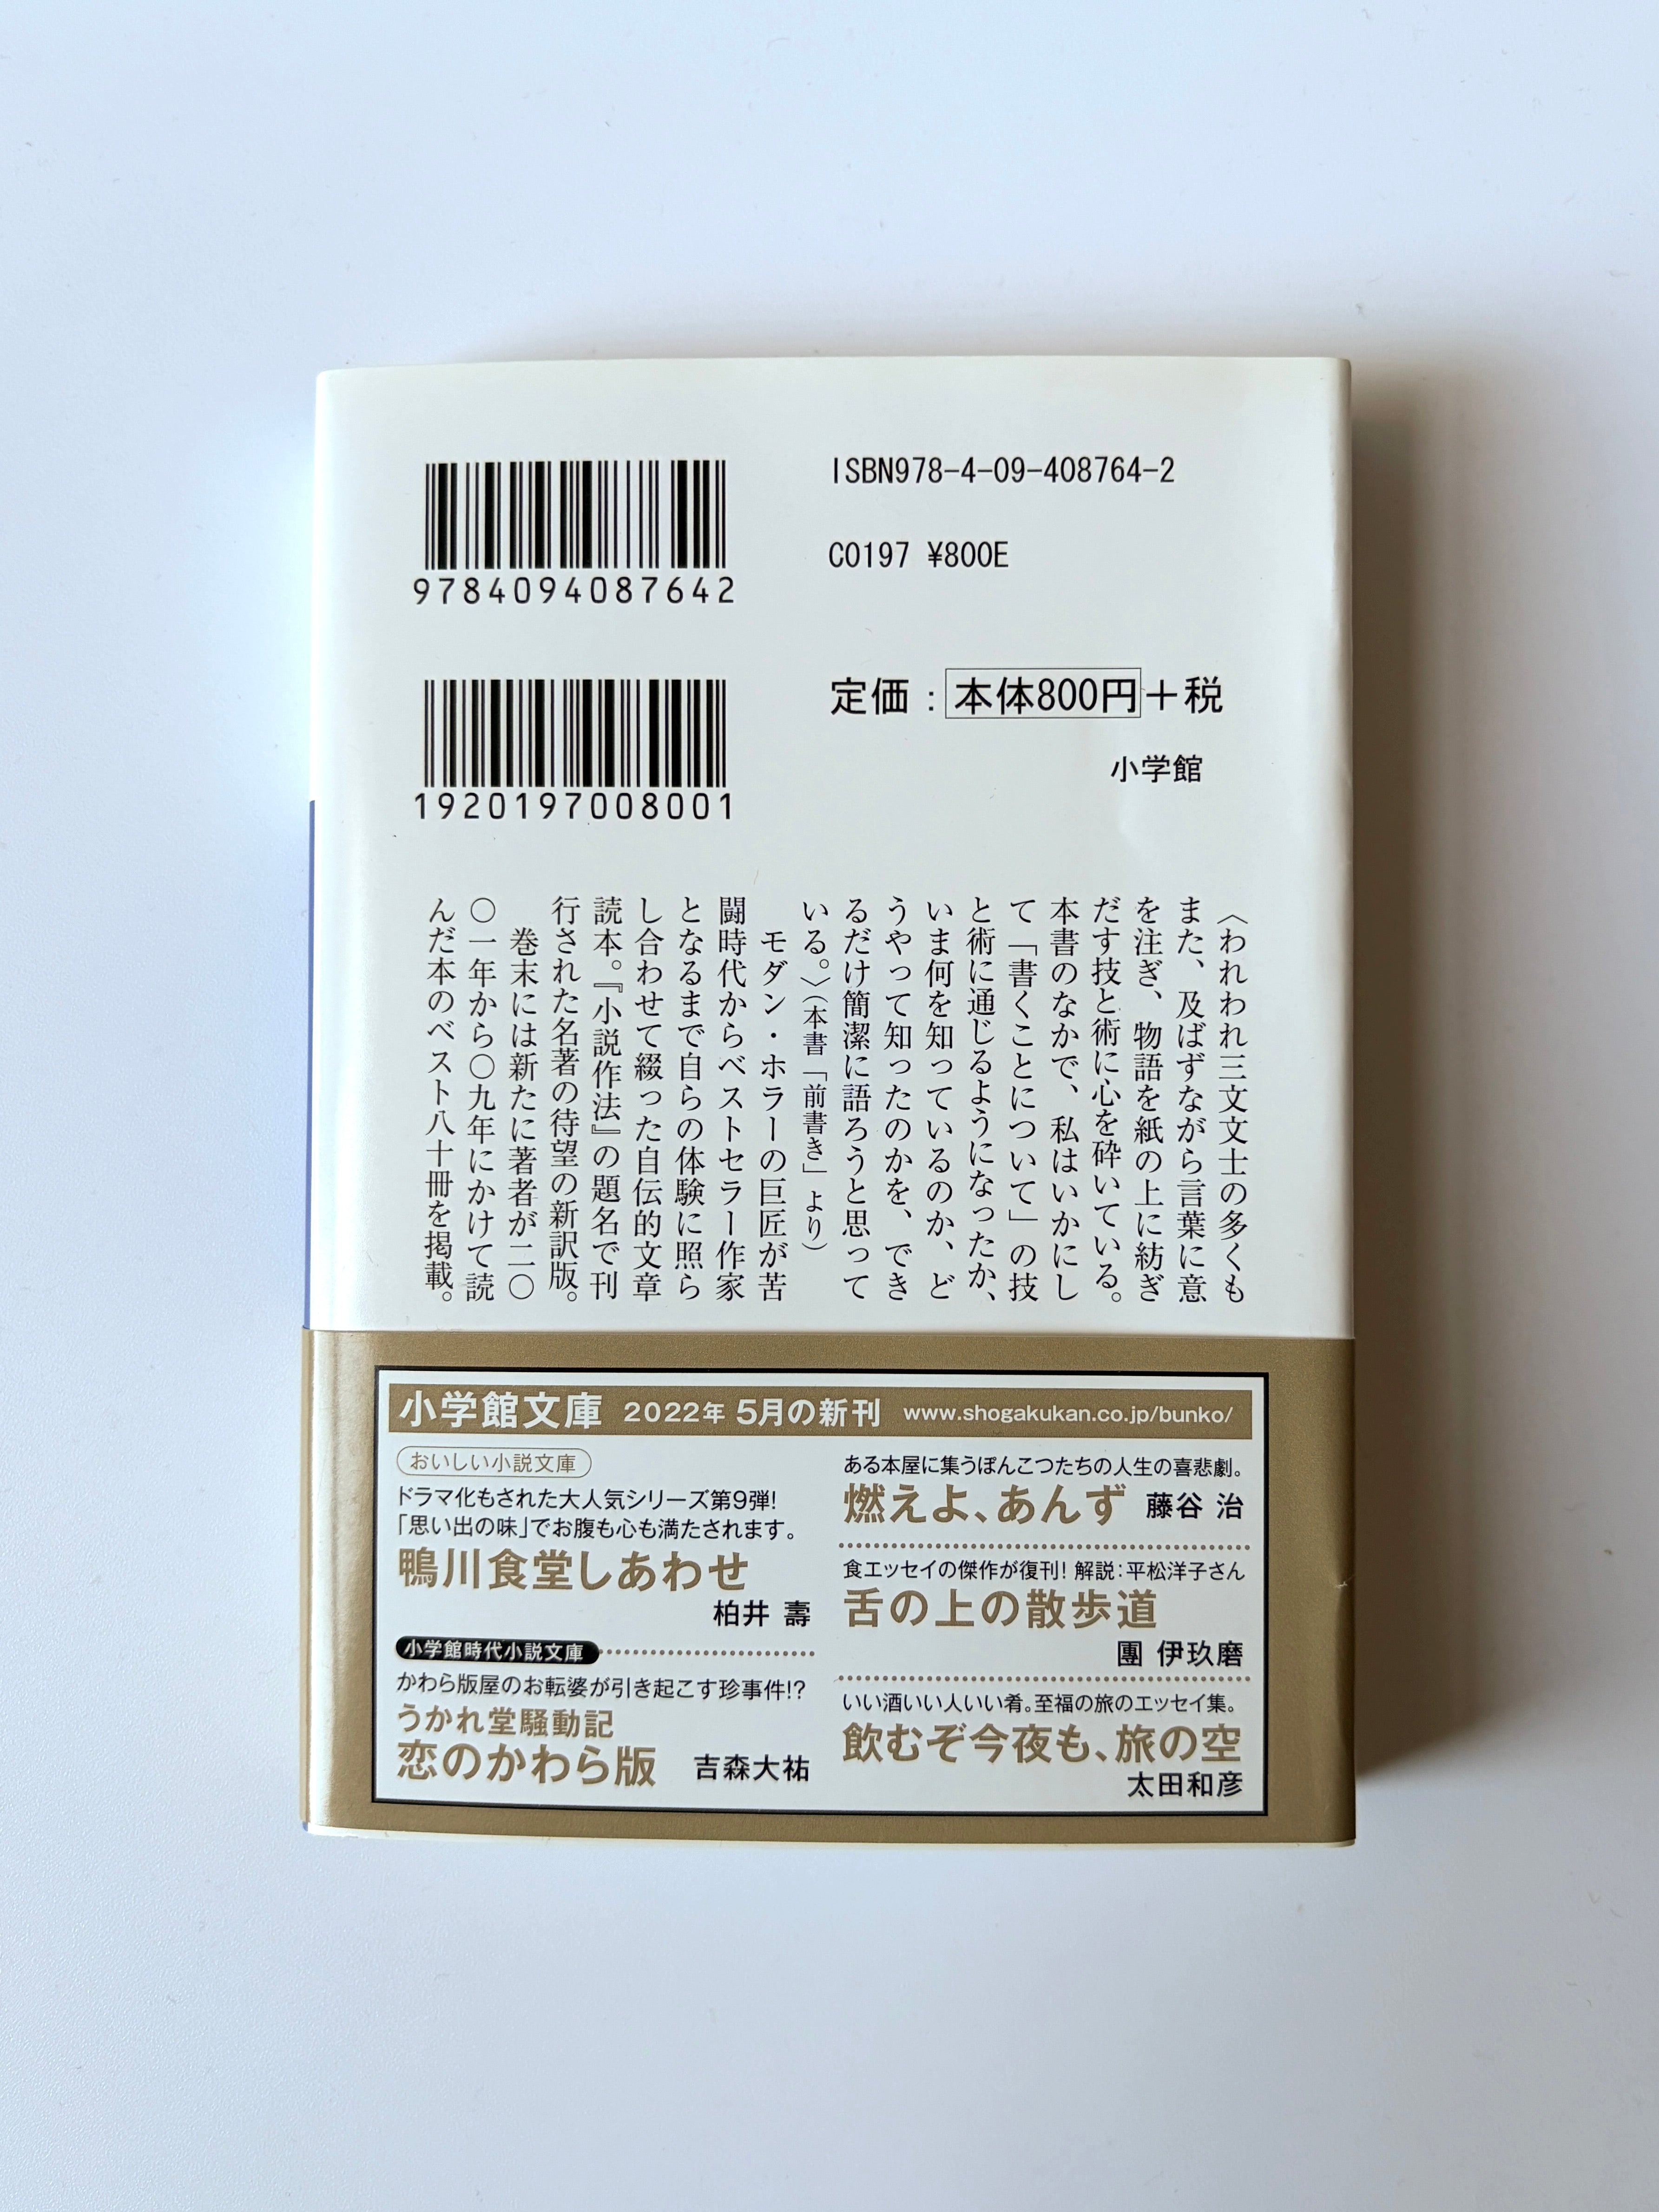 ISBN978-4-09-408764-2
C0197 ¥800E
9784094087642
定価：本体800円＋税
小学館
1920197008001
〈われわれ三文文士の多くも
また、及ばずながら言葉に意
を注ぎ、物語を紙の上に紡ぎ
だす技と術に心を砕いている。
本書のなかで、私はいかにし
て「書くことについて」の技
と術に通じるようになったか、
いま何を知っているのか、ど
うやって知ったのかを、でき
るだけ簡潔に語ろうと思って
いる。〉（本書「前書き」より）
モダン・ホラーの巨匠が苦
闘時代からベストセラー作家
となるまで自らの体験に照ら
し合わせて綴った自伝的文章
読本。『小説作法』の題名で刊
行された名著の待望の新訳版。
巻末には新たに著者が二〇
〇一年から〇九年にかけて読
んだ本のベスト八十冊を掲載。
小学館文庫 2022年 5月の新刊 www.shogakukan.co.jp/bunko/
おいしい小説文庫
ドラマ化もされた大人気シリーズ第9弾!
「思い出の味」でお腹も心も満たされます。
鴨川食堂しあわせ
柏井 壽
小学館時代小説文庫
かわら版屋のお転婆が引き起こす珍事件!?
うかれ堂騒動記
恋のかわら版 吉森大祐
ある本屋に集うぽんこつたちの人生の喜悲劇。
燃えよ、あんず 藤谷 治
食エッセイの傑作が復刊! 解説：平松洋子さん
舌の上の散歩道
團 伊玖磨
いい酒いい人いい肴。至福の旅のエッセイ集。
飲むぞ今夜も、旅の空
太田和彦